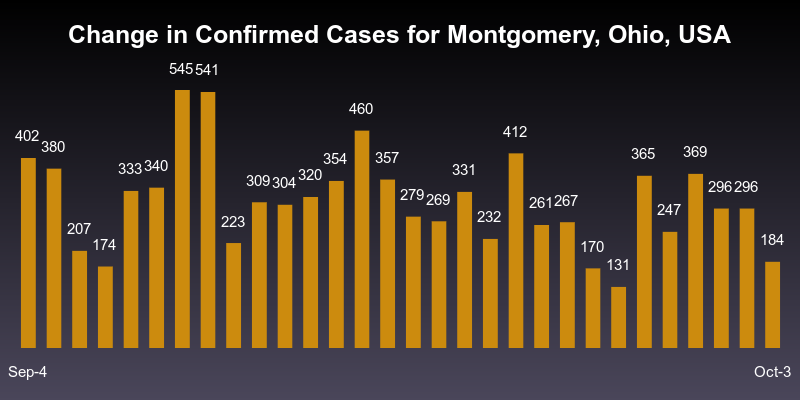 Change in Confirmed Cases for Montgomery, Ohio, USA
402 380 207 174 333 340 545 541 223 309 304 320 354 460 357 279 269 331 232 412 261 267 170 131 365 247 369 296 296 184
Sep-4 Oct-3